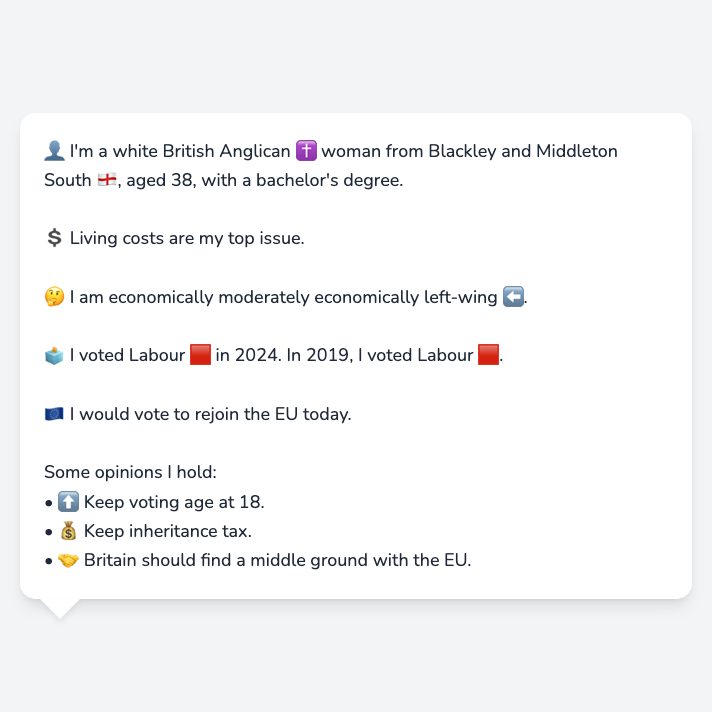 👤 I'm a white British Anglican ✝️ woman from Blackley and Middleton
South 🏴󠁧󠁢󠁥󠁮󠁧󠁿, aged 38, with a bachelor's degree.
💲 Living costs are my top issue.
🤔 I am economically moderately economically left-wing ⬅️.
🗳️ I voted Labour 🟥 in 2024. In 2019, I voted Labour 🟥.
🇪🇺 I would vote to rejoin the EU today.
Some opinions I hold:
• ⬆️ Keep voting age at 18.
• 💰 Keep inheritance tax.
• 🤝 Britain should find a middle ground with the EU.